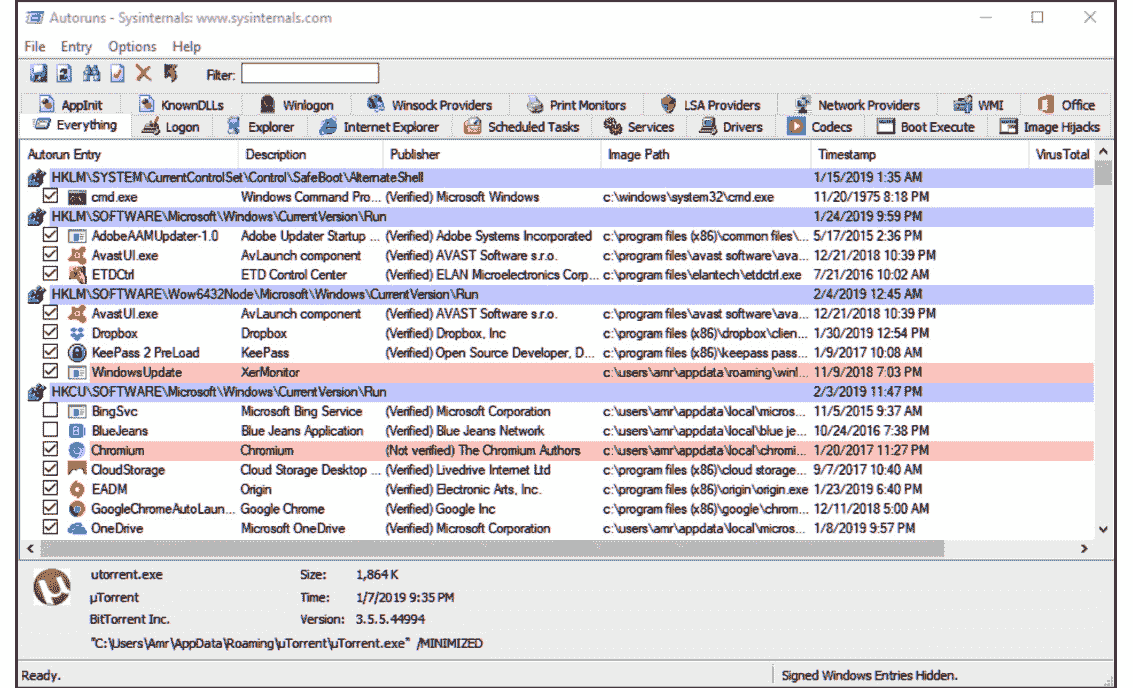 Autoruns - Sysinternals: www.sysinternals.com
File Entry Options Help
Filter:
AppInit KnownDLLs Winlogon Winsock Providers Print Monitors LSA Providers Network Providers WMI Office
Everything Logon Explorer Internet Explorer Scheduled Tasks Services Drivers Codecs Boot Execute Image Hijacks
Autorun Entry Description Publisher Image Path Timestamp VirusTotal
HKLM\SYSTEM\CurrentControlSet\Control\SafeBoot\AlternateShell 1/15/2019 1:35 AM
cmd.exe Windows Command Pro... (Verified) Microsoft Windows c:\windows\system32\cmd.exe 11/20/1975 8:18 PM
HKLM\SOFTWARE\Microsoft\Windows\CurrentVersion\Run 1/24/2019 9:59 PM
AdobeAAMUpdater-1.0 Adobe Updater Startup ... (Verified) Adobe Systems Incorporated c:\program files (x86)\common files\... 5/17/2015 2:36 PM
AvastUI.exe AvLaunch component (Verified) AVAST Software s.r.o. c:\program files\avast software\ava... 12/21/2018 10:39 PM
ETDCtrl ETD Control Center (Verified) ELAN Microelectronics Corp... c:\program files\elantech\etdctrl.exe 7/21/2016 10:02 AM
HKLM\SOFTWARE\Wow6432Node\Microsoft\Windows\CurrentVersion\Run 2/4/2019 12:45 AM
AvastUI.exe AvLaunch component (Verified) AVAST Software s.r.o. c:\program files\avast software\ava... 12/21/2018 10:39 PM
Dropbox Dropbox (Verified) Dropbox, Inc c:\program files (x86)\dropbox\clien... 1/30/2019 12:54 PM
KeePass 2 PreLoad KeePass (Verified) Open Source Developer, D... c:\program files (x86)\keepass pass... 1/9/2017 10:08 AM
WindowsUpdate XerMonitor c:\users\amr\appdata\roaming\winl... 11/9/2018 7:03 PM
HKCU\SOFTWARE\Microsoft\Windows\CurrentVersion\Run 2/3/2019 11:47 PM
BingSvc Microsoft Bing Service (Verified) Microsoft Corporation c:\users\amr\appdata\local\micros... 11/5/2015 9:37 AM
BlueJeans Blue Jeans Application (Verified) Blue Jeans Network c:\users\amr\appdata\local\blue je... 10/24/2016 7:38 PM
Chromium Chromium (Not verified) The Chromium Authors c:\users\amr\appdata\local\chromi... 1/20/2017 11:27 PM
CloudStorage Cloud Storage Desktop ... (Verified) Livedrive Internet Ltd c:\program files (x86)\cloud storage... 9/7/2017 10:40 AM
EADM Origin (Verified) Electronic Arts, Inc. c:\program files (x86)\origin\origin.exe 1/23/2019 6:40 PM
GoogleChromeAutoLaun... Google Chrome (Verified) Google Inc c:\program files (x86)\google\chrom... 12/11/2018 5:00 AM
OneDrive Microsoft OneDrive (Verified) Microsoft Corporation c:\users\amr\appdata\local\micros... 1/8/2019 9:57 PM
utorrent.exe Size: 1,864 K
µTorrent Time: 1/7/2019 9:35 PM
BitTorrent Inc. Version: 3.5.5.44994
"C:\Users\Amr\AppData\Roaming\uTorrent\uTorrent.exe" /MINIMIZED
Ready. Signed Windows Entries Hidden.